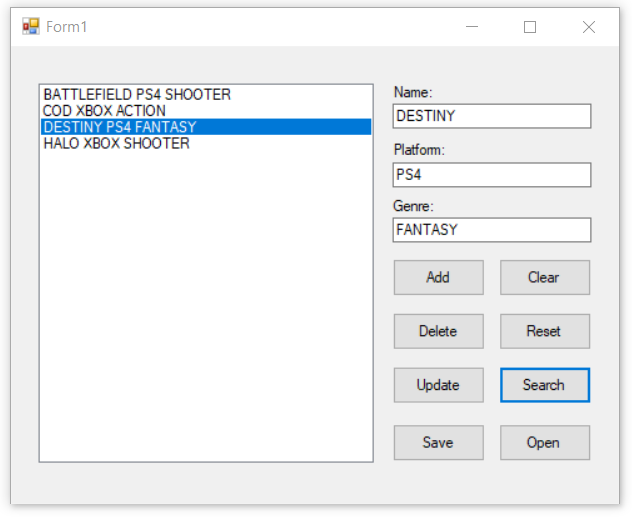 Form1
BATTLEFIELD PS4 SHOOTER
COD XBOX ACTION
DESTINY PS4 FANTASY
HALO XBOX SHOOTER
Name:
DESTINY
Platform:
PS4
Genre:
FANTASY
Add Clear
Delete Reset
Update Search
Save Open